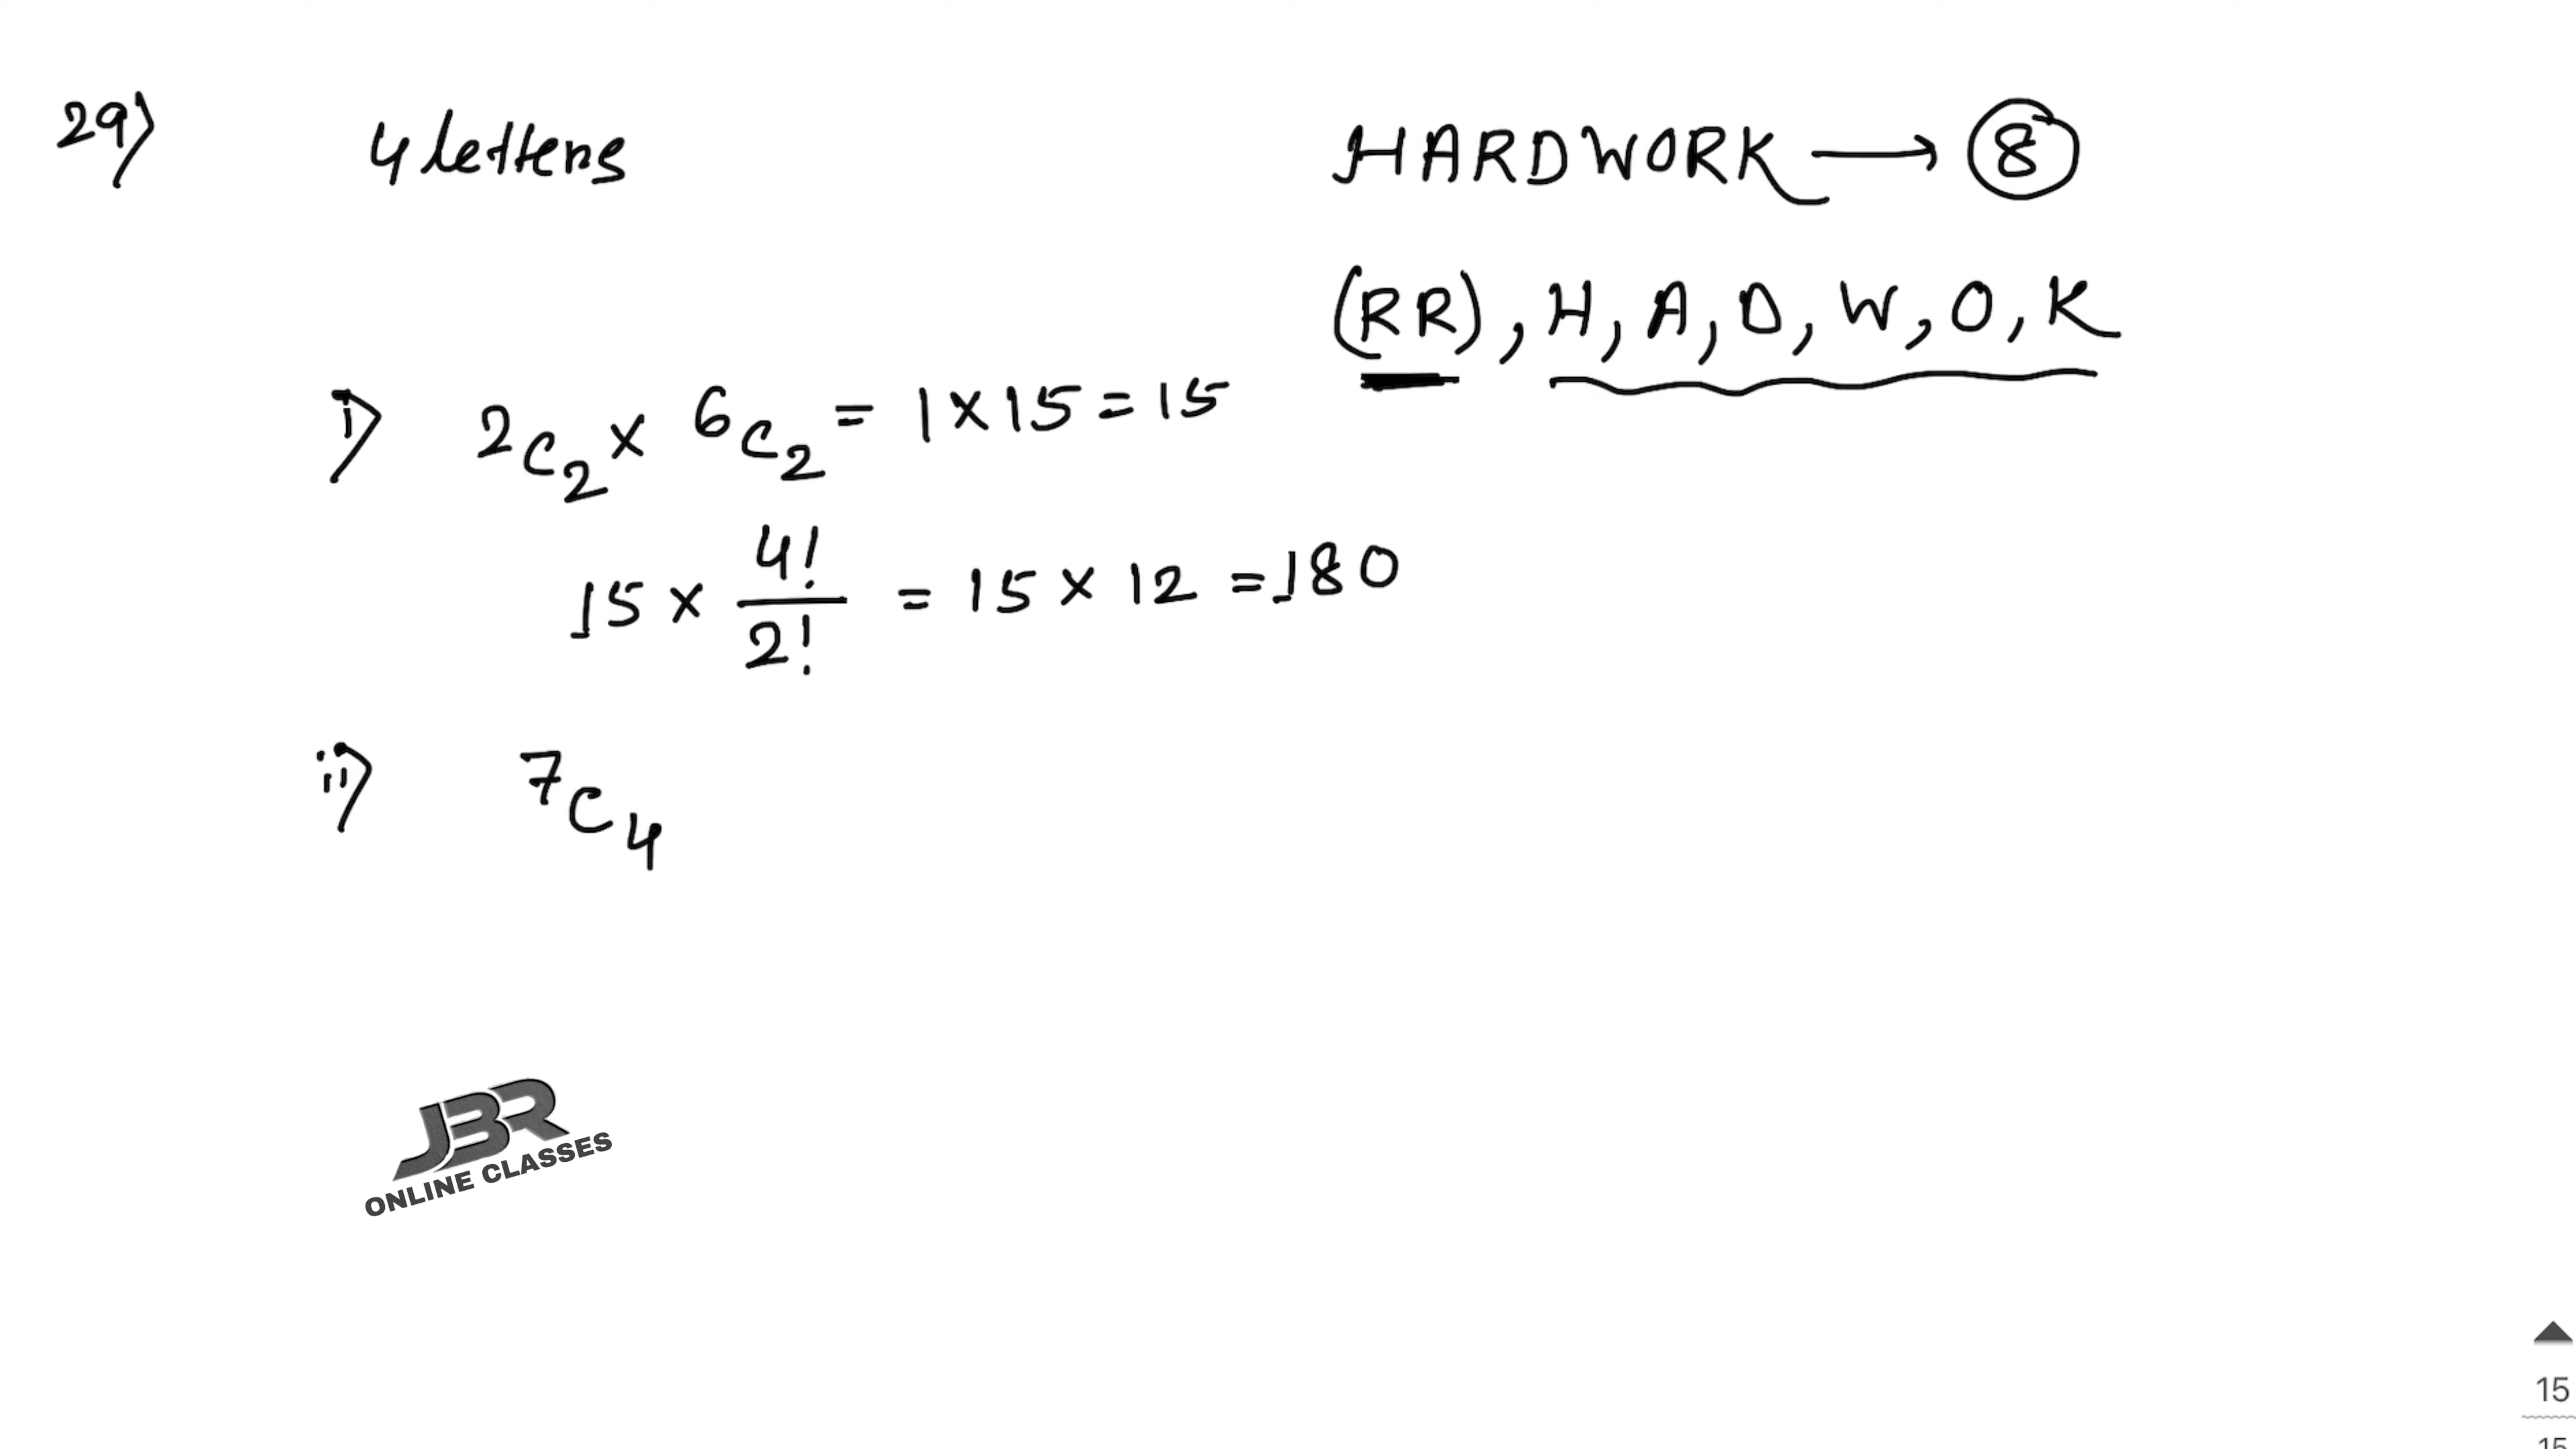 29) 4 letters HARDWORK → 8
(RR), H, A, D, W, O, K
i) ²C₂ × ⁶C₂ = 1 × 15 = 15
15 × 4!/2! = 15 × 12 = 180
ii) ⁷C₄
JBR
ONLINE CLASSES
15